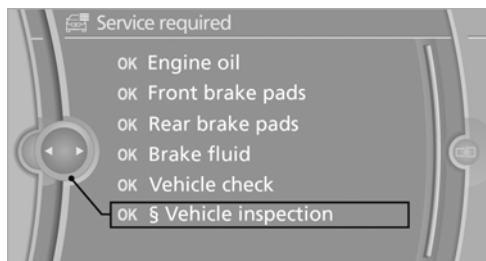 Service required
OK Engine oil
OK Front brake pads
OK Rear brake pads
OK Brake fluid
OK Vehicle check
OK § Vehicle inspection